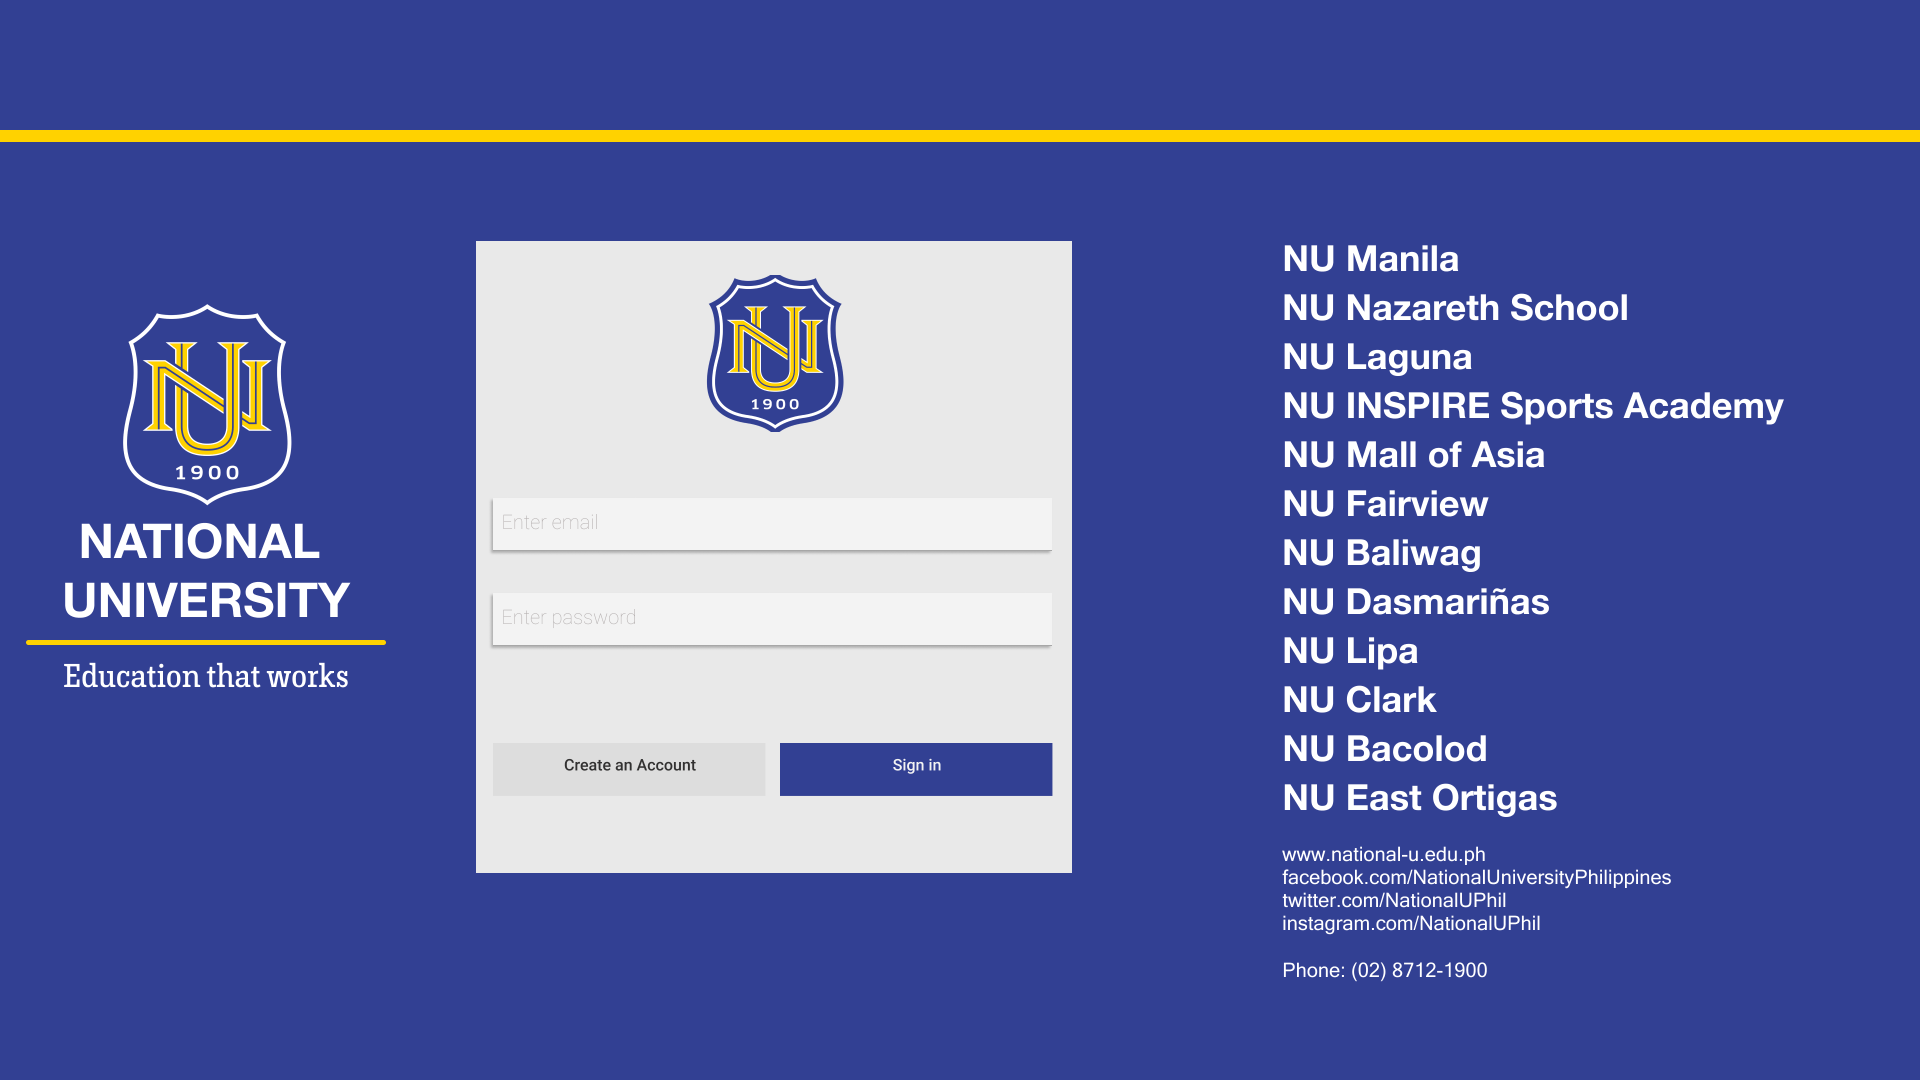 NU
1900
NATIONAL
UNIVERSITY
Education that works
NU
1900
Enter email
Enter password
Create an Account
Sign in
NU Manila
NU Nazareth School
NU Laguna
NU INSPIRE Sports Academy
NU Mall of Asia
NU Fairview
NU Baliwag
NU Dasmariñas
NU Lipa
NU Clark
NU Bacolod
NU East Ortigas
www.national-u.edu.ph
facebook.com/NationalUniversityPhilippines
twitter.com/NationalUPhil
instagram.com/NationalUPhil
Phone: (02) 8712-1900